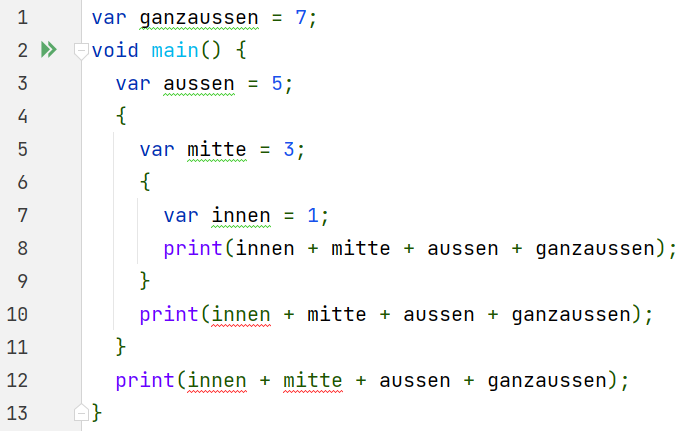 1 var ganzaussen = 7;
2 void main() {
3 var aussen = 5;
4 {
5 var mitte = 3;
6 {
7 var innen = 1;
8 print(innen + mitte + aussen + ganzaussen);
9 }
10 print(innen + mitte + aussen + ganzaussen);
11 }
12 print(innen + mitte + aussen + ganzaussen);
13 }